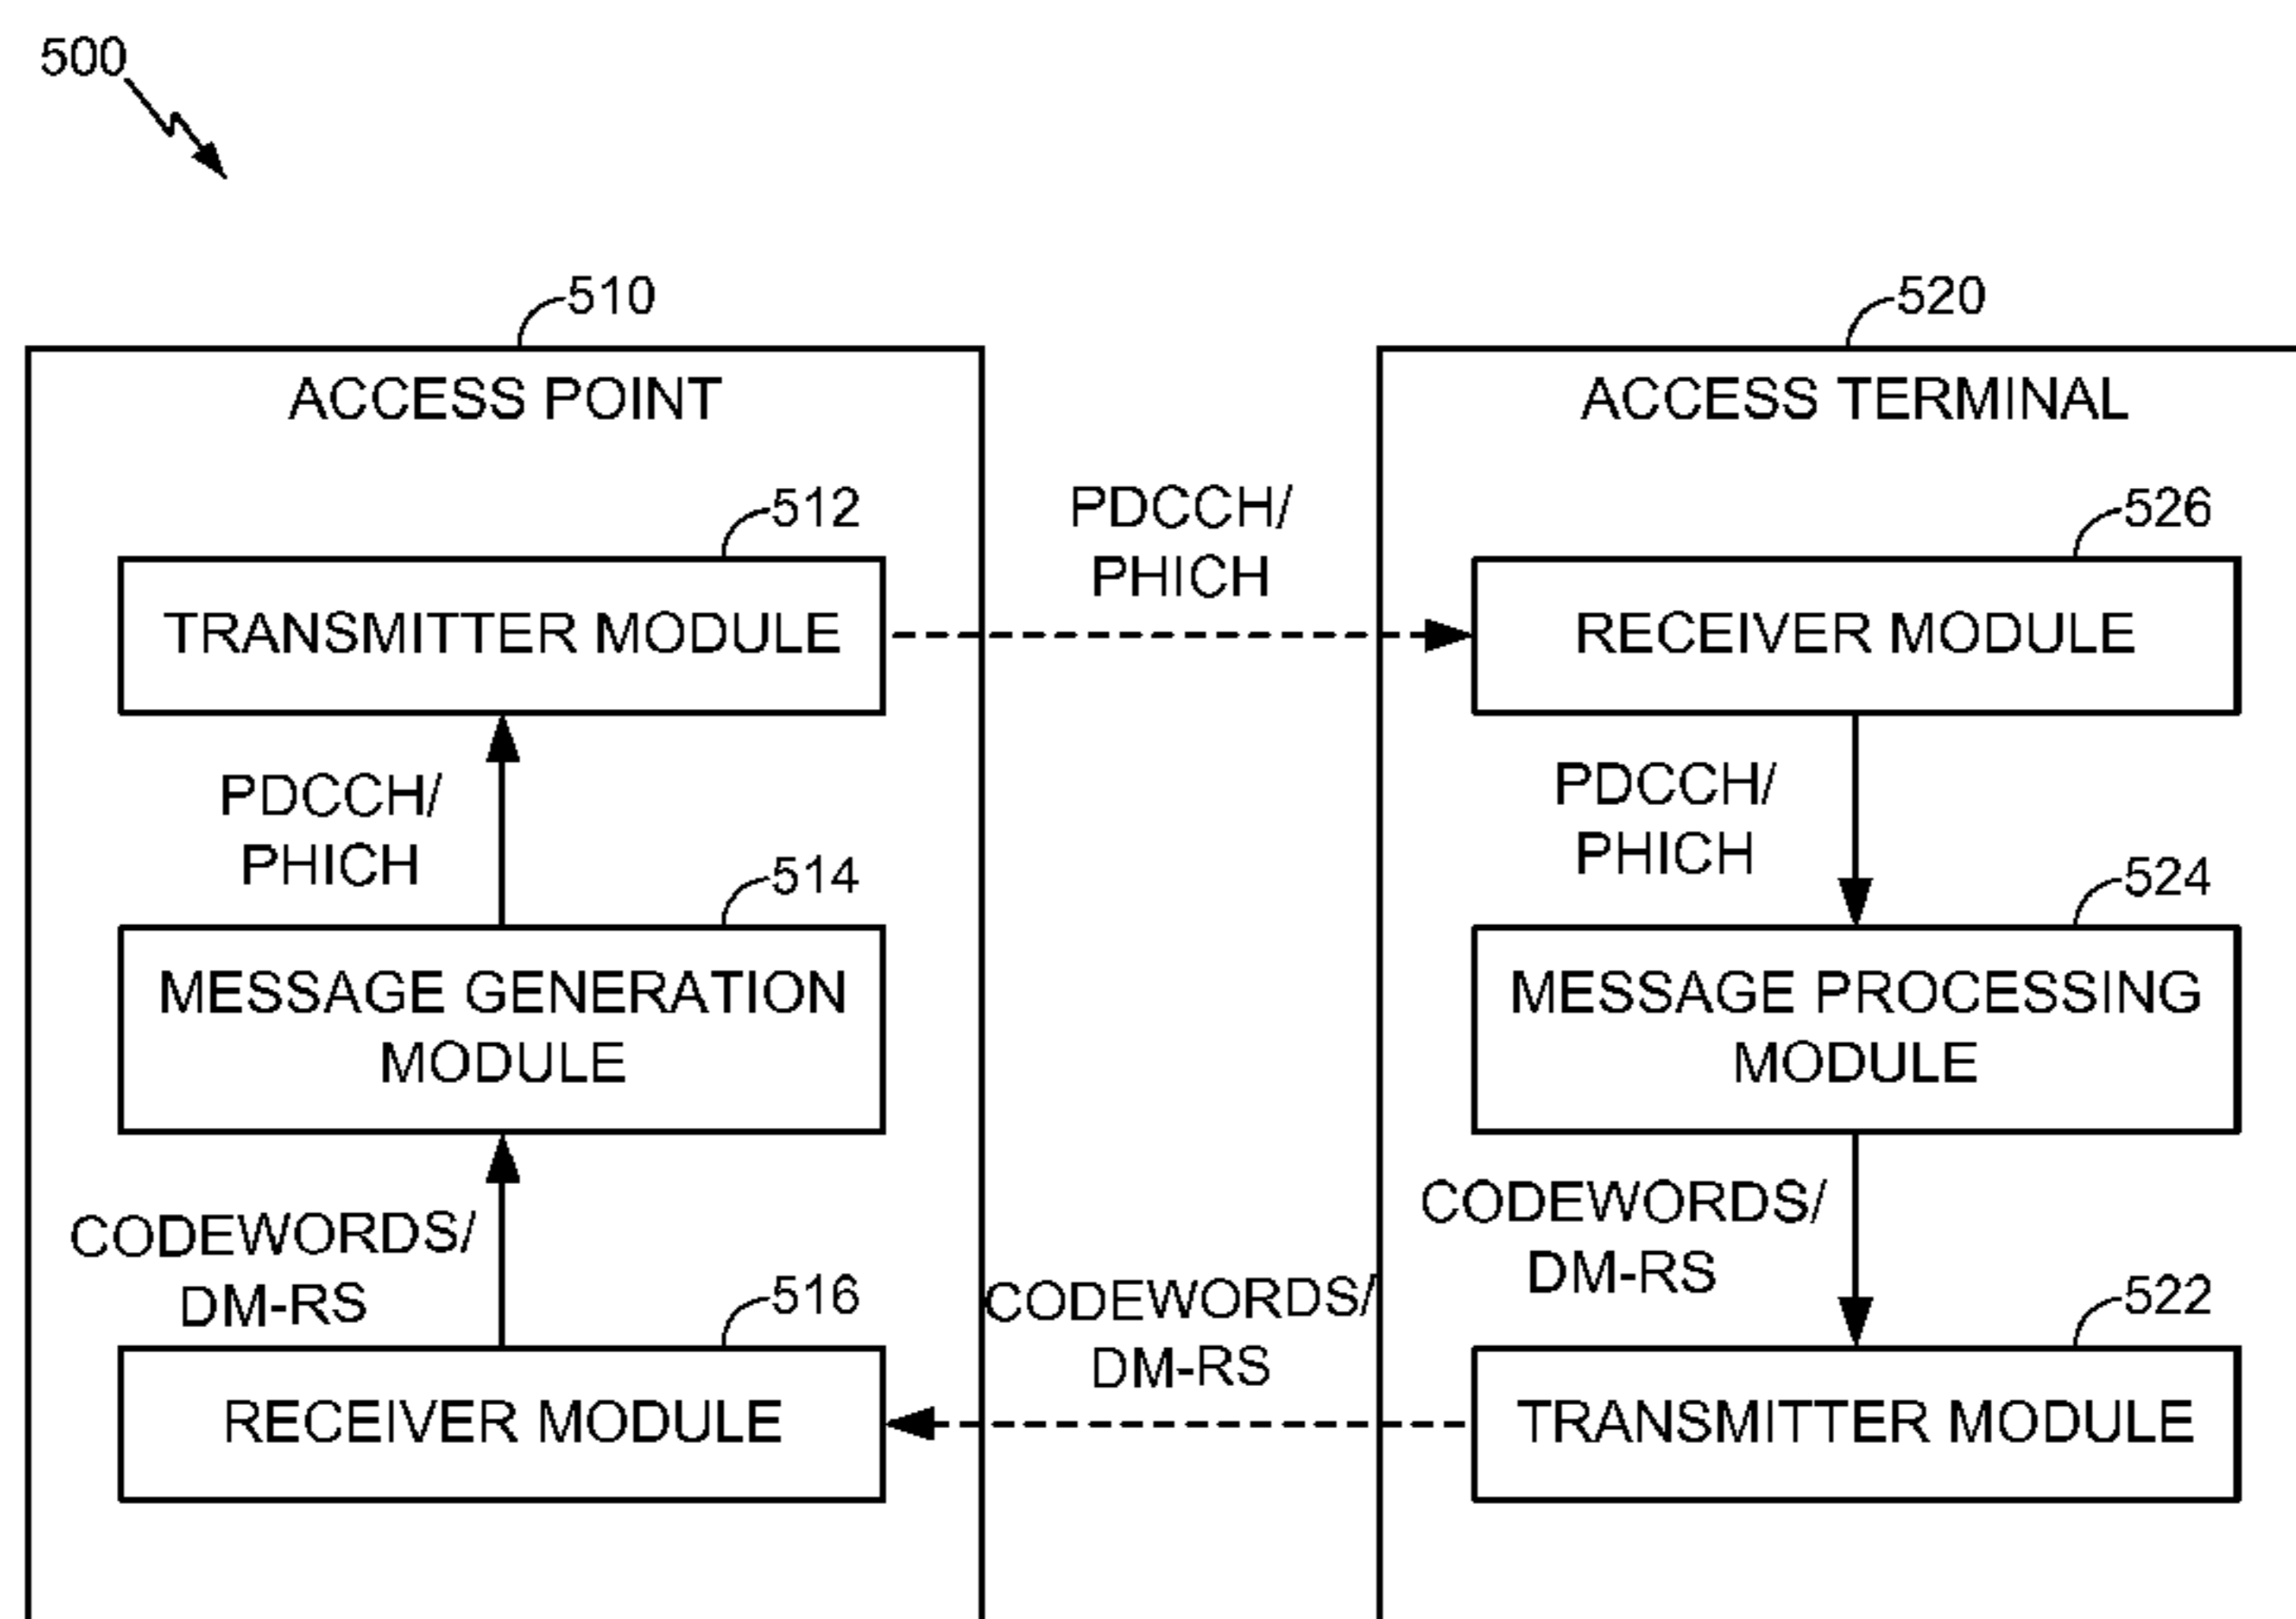 500
510
520
ACCESS POINT
ACCESS TERMINAL
512
PDCCH/
PHICH
526
TRANSMITTER MODULE
RECEIVER MODULE
PDCCH/
PHICH
PDCCH/
PHICH
514
524
MESSAGE GENERATION
MODULE
MESSAGE PROCESSING
MODULE
CODEWORDS/
DM-RS
CODEWORDS/
DM-RS
CODEWORDS/
DM-RS
516
522
RECEIVER MODULE
TRANSMITTER MODULE